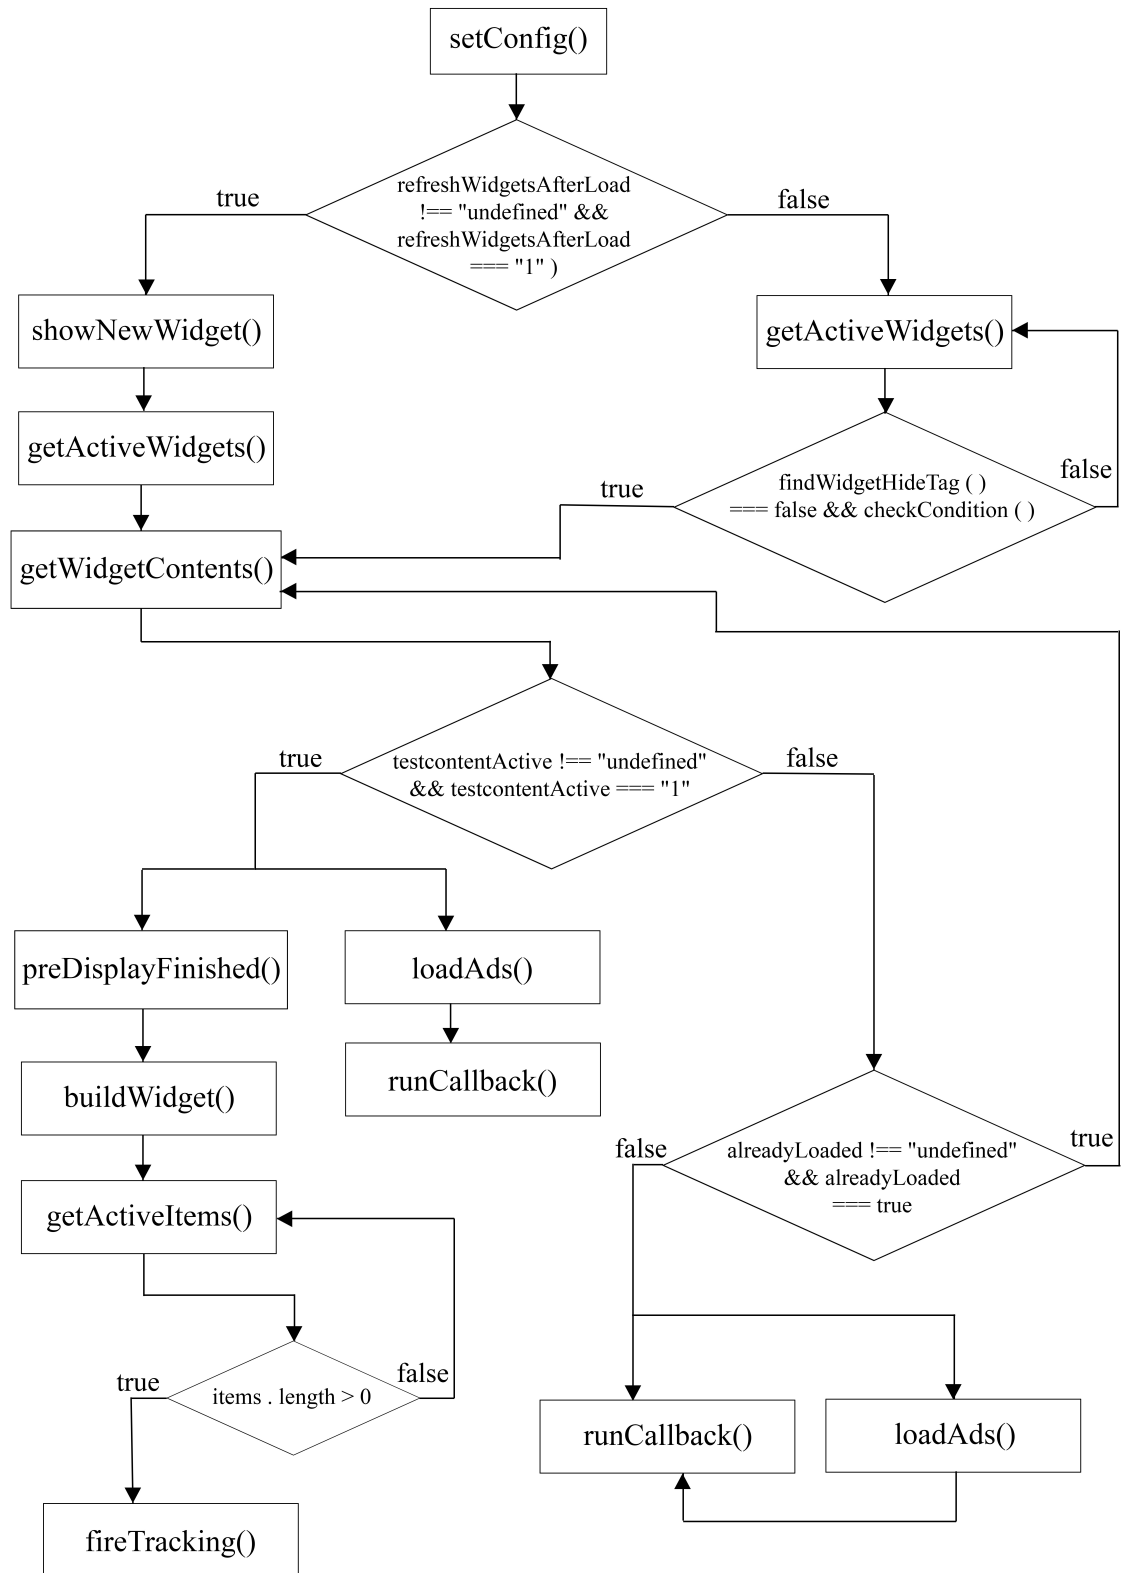 setConfig()
true
false
refreshWidgetsAfterLoad
!== "undefined" &&
refreshWidgetsAfterLoad
=== "1" )
showNewWidget()
getActiveWidgets()
getActiveWidgets()
false
true
findWidgetHideTag ( )
=== false && checkCondition ( )
getWidgetContents()
true
false
testcontentActive !== "undefined"
&& testcontentActive === "1"
preDisplayFinished()
loadAds()
runCallback()
buildWidget()
false
true
alreadyLoaded !== "undefined"
&& alreadyLoaded
=== true
getActiveItems()
true
false
items . length > 0
runCallback()
loadAds()
fireTracking()